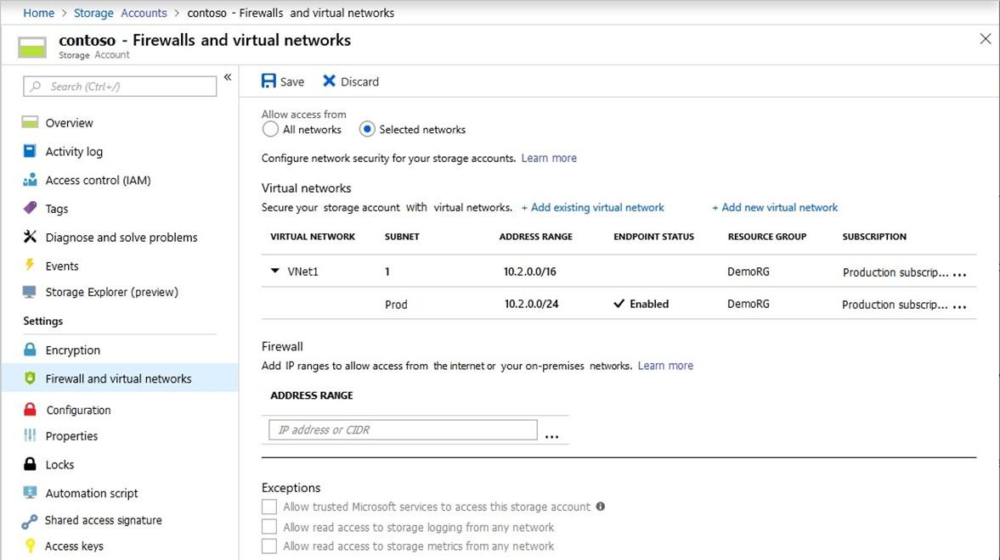 Home > Storage Accounts > contoso - Firewalls and virtual networks
contoso - Firewalls and virtual networks
Storage Account
Search (Ctrl+/)
«
Overview
Activity log
Access control (IAM)
Tags
Diagnose and solve problems
Events
Storage Explorer (preview)
Settings
Encryption
Firewall and virtual networks
Configuration
Properties
Locks
Automation script
Shared access signature
Access keys
Save Discard
Allow access from
All networks Selected networks
Configure network security for your storage accounts. Learn more
Virtual networks
Secure your storage account with virtual networks. + Add existing virtual network + Add new virtual network
VIRTUAL NETWORK SUBNET ADDRESS RANGE ENDPOINT STATUS RESOURCE GROUP SUBSCRIPTION
VNet1 1 10.2.0.0/16 DemoRG Production subscrip... ...
Prod 10.2.0.0/24 Enabled DemoRG Production subscrip... ...
Firewall
Add IP ranges to allow access from the internet or your on-premises networks. Learn more
ADDRESS RANGE
IP address or CIDR ...
Exceptions
Allow trusted Microsoft services to access this storage account
Allow read access to storage logging from any network
Allow read access to storage metrics from any network